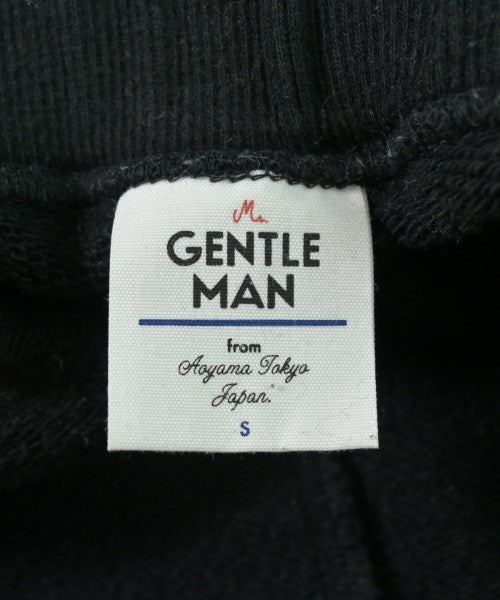 Mr.
GENTLE
MAN
from
Aoyama Tokyo
Japan.
S